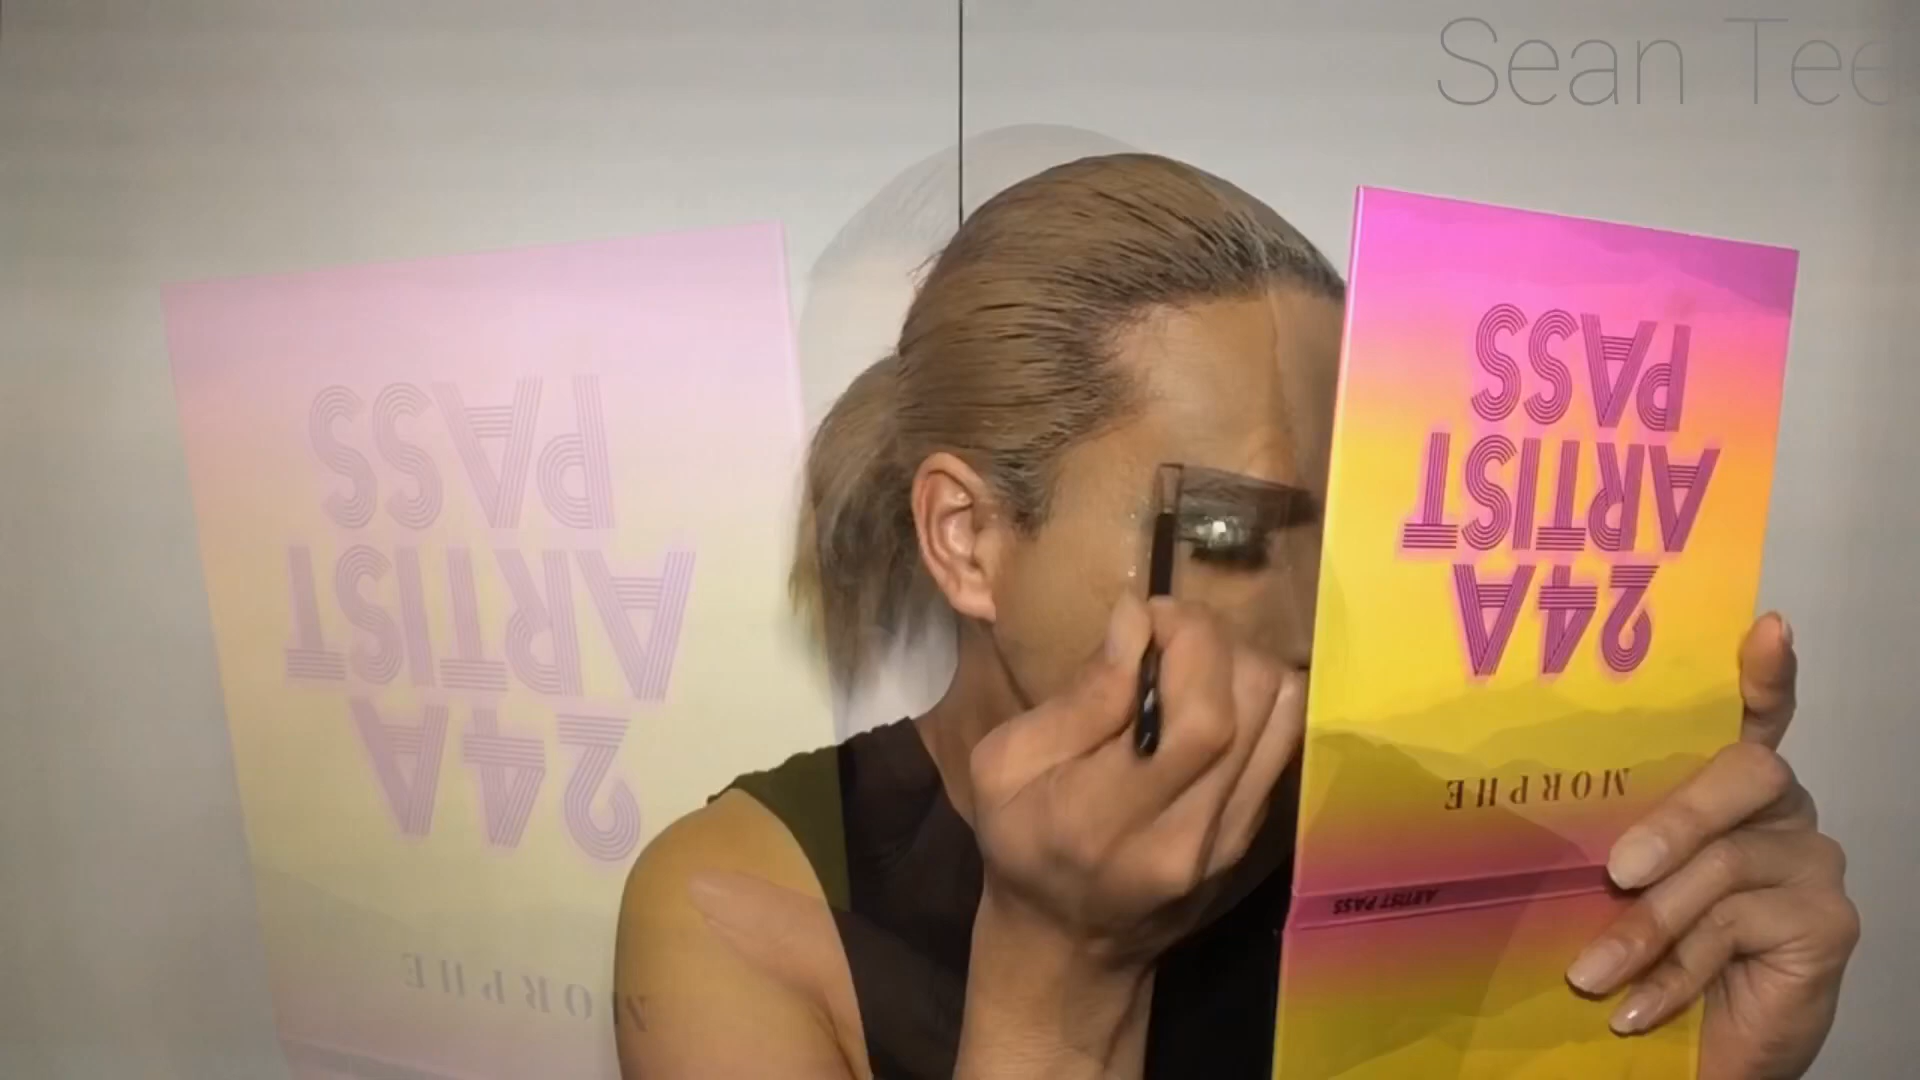 Sean Tee
24A
ARTIST
PASS
MORPHE
ARTIST PASS
24A
ARTIST
PASS
MORPHE